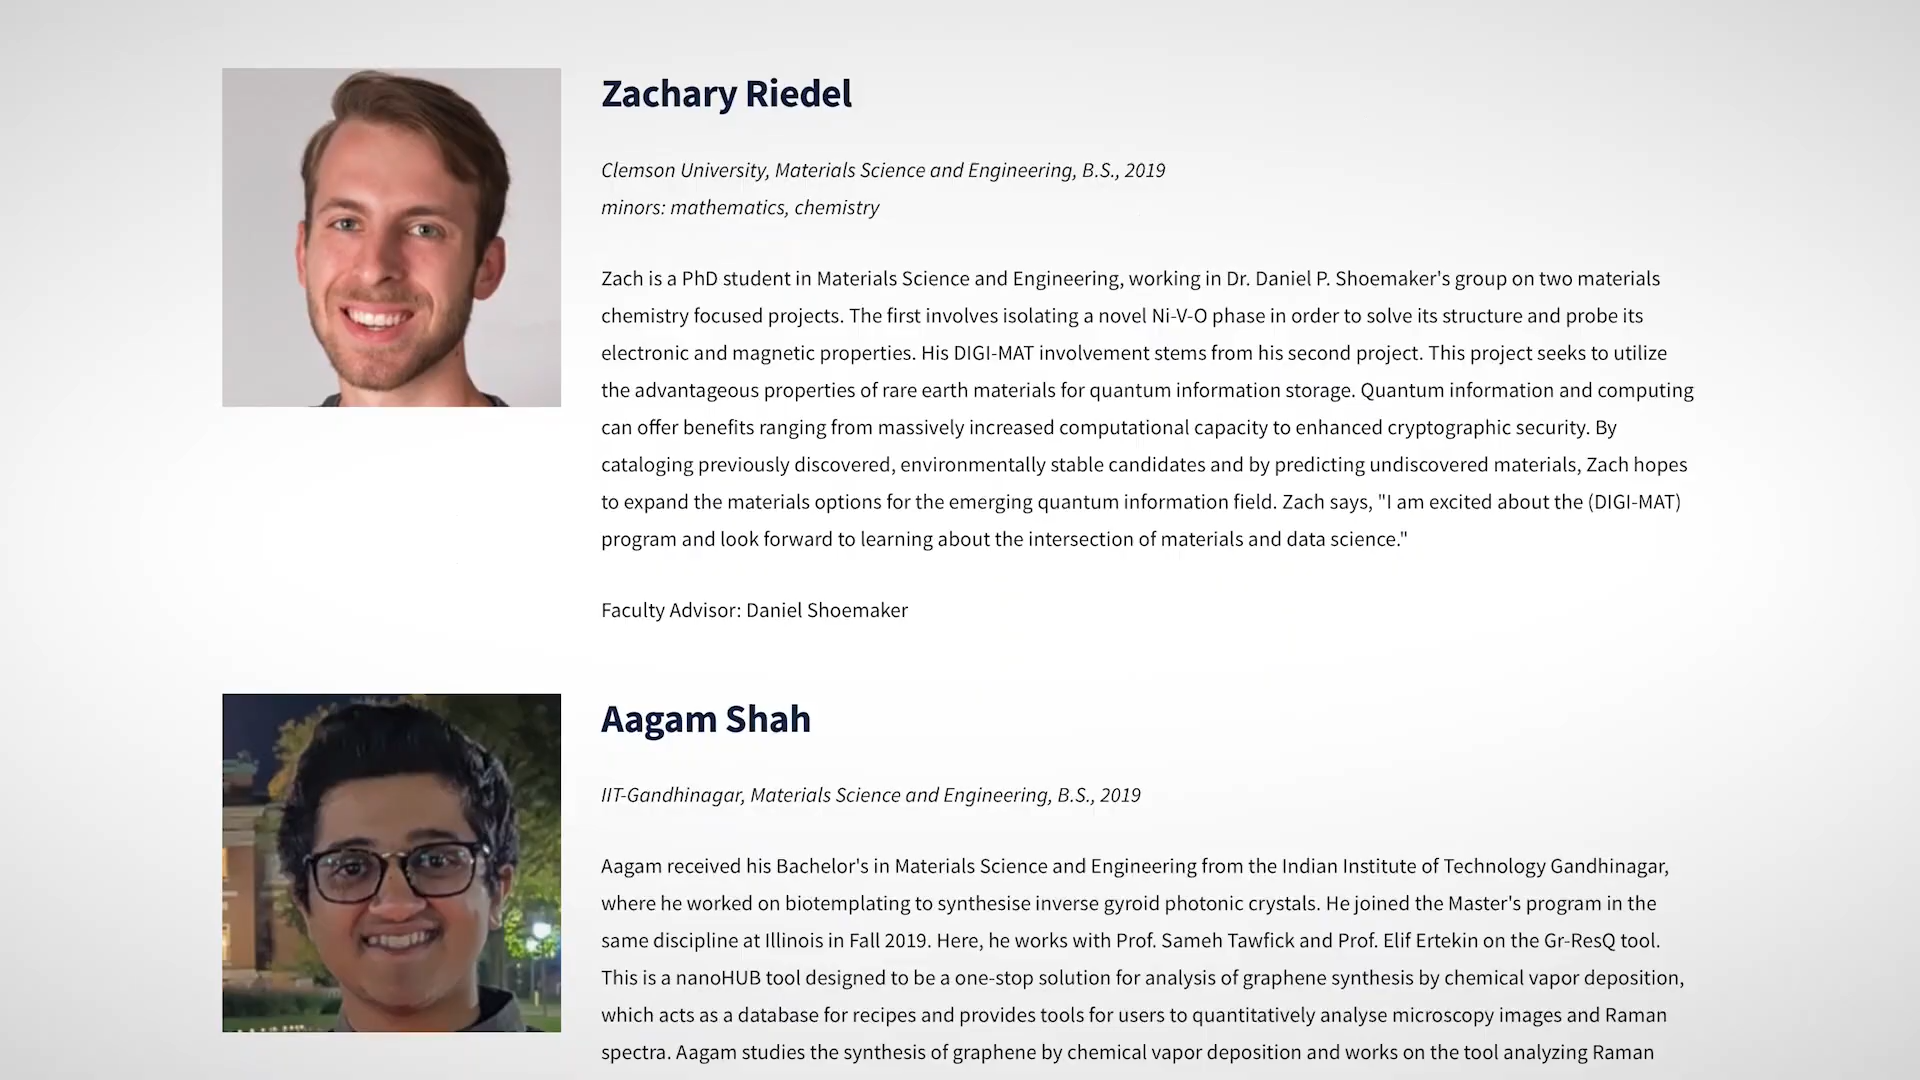 Zachary Riedel
Clemson University, Materials Science and Engineering, B.S., 2019
minors: mathematics, chemistry
Zach is a PhD student in Materials Science and Engineering, working in Dr. Daniel P. Shoemaker's group on two materials
chemistry focused projects. The first involves isolating a novel Ni-V-O phase in order to solve its structure and probe its
electronic and magnetic properties. His DIGI-MAT involvement stems from his second project. This project seeks to utilize
the advantageous properties of rare earth materials for quantum information storage. Quantum information and computing
can offer benefits ranging from massively increased computational capacity to enhanced cryptographic security. By
cataloging previously discovered, environmentally stable candidates and by predicting undiscovered materials, Zach hopes
to expand the materials options for the emerging quantum information field. Zach says, "I am excited about the (DIGI-MAT)
program and look forward to learning about the intersection of materials and data science."
Faculty Advisor: Daniel Shoemaker
Aagam Shah
IIT-Gandhinagar, Materials Science and Engineering, B.S., 2019
Aagam received his Bachelor's in Materials Science and Engineering from the Indian Institute of Technology Gandhinagar,
where he worked on biotemplating to synthesise inverse gyroid photonic crystals. He joined the Master's program in the
same discipline at Illinois in Fall 2019. Here, he works with Prof. Sameh Tawfick and Prof. Elif Ertekin on the Gr-ResQ tool.
This is a nanoHUB tool designed to be a one-stop solution for analysis of graphene synthesis by chemical vapor deposition,
which acts as a database for recipes and provides tools for users to quantitatively analyse microscopy images and Raman
spectra. Aagam studies the synthesis of graphene by chemical vapor deposition and works on the tool analyzing Raman